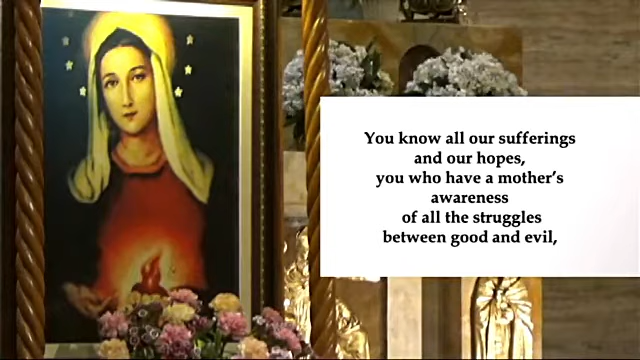 You know all our sufferings
and our hopes,
you who have a mother's
awareness
of all the struggles
between good and evil,